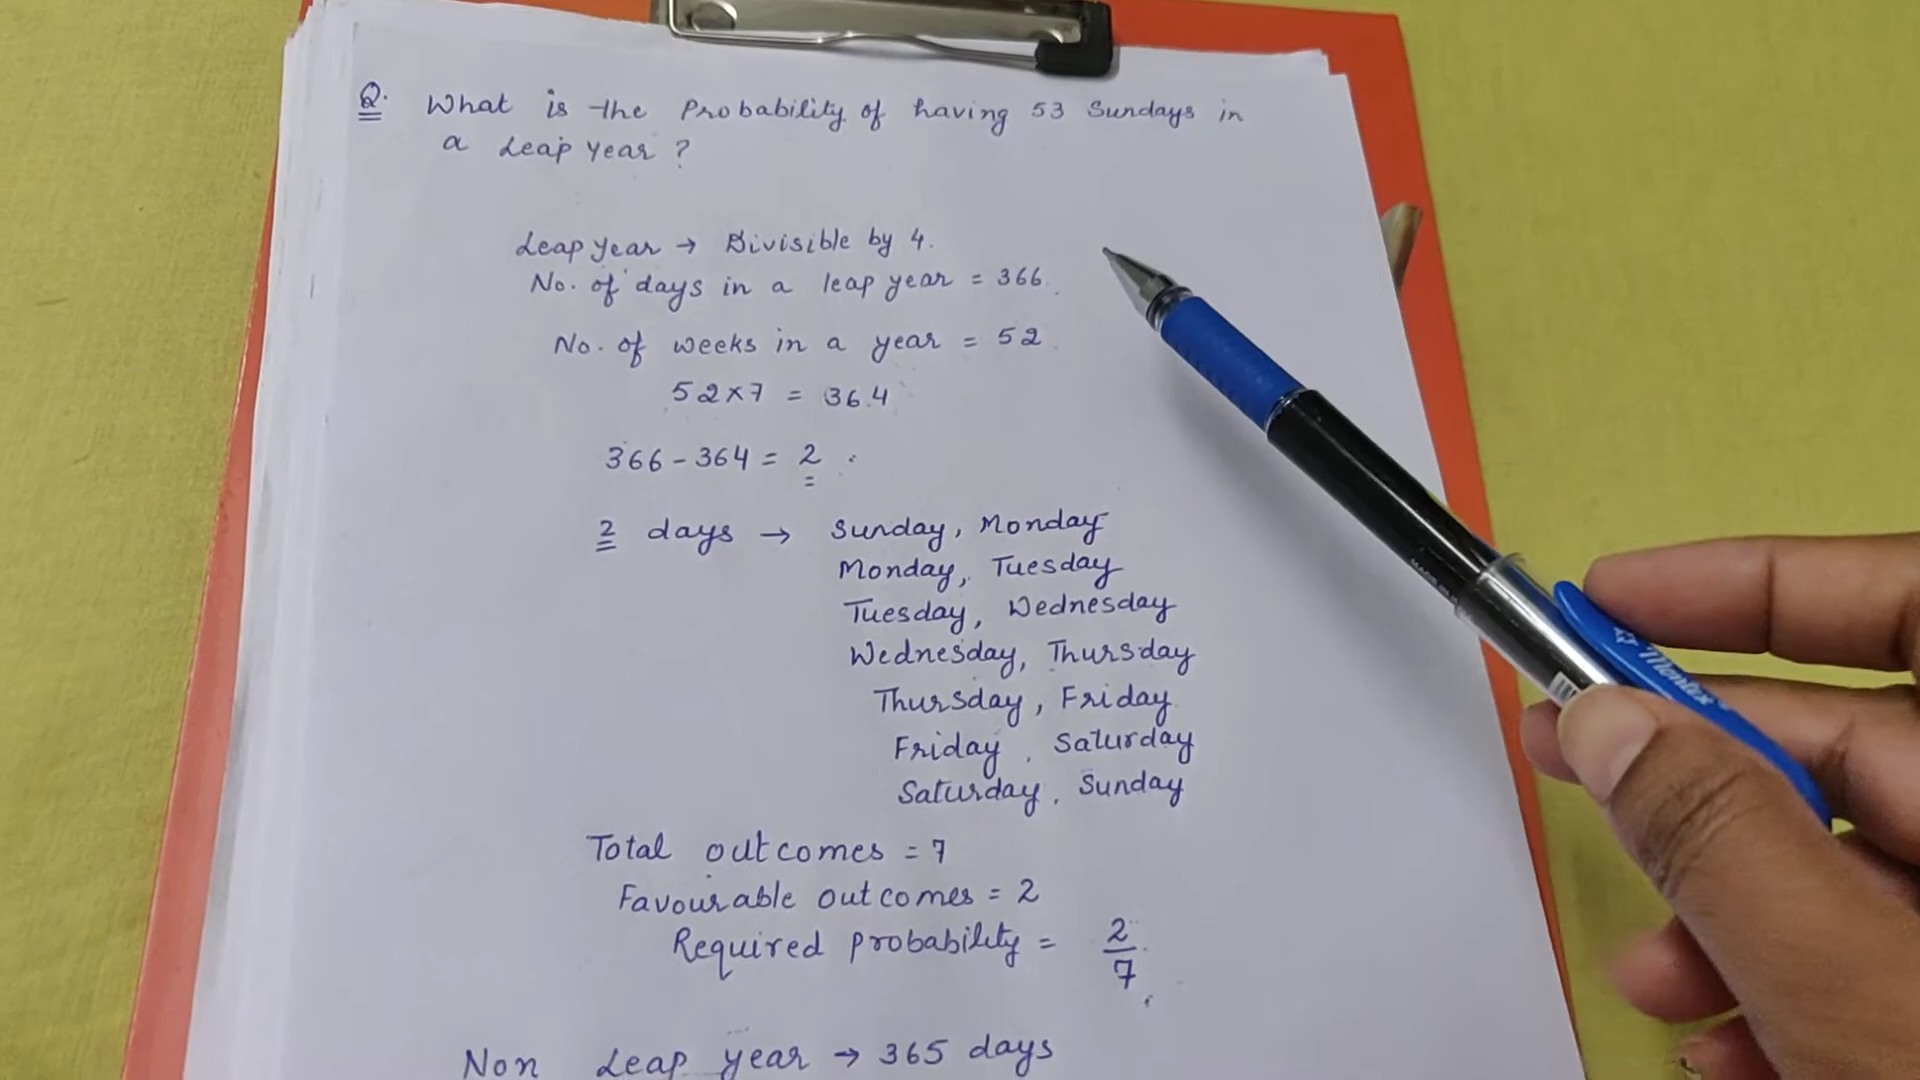 Q. What is the Probability of having 53 Sundays in
a Leap Year ?
Leap Year → Divisible by 4.
No. of days in a leap year = 366.
No. of weeks in a year = 52
52×7 = 364
366-364 = 2
2 days → Sunday, Monday
Monday, Tuesday
Tuesday, Wednesday
Wednesday, Thursday
Thursday, Friday
Friday, Saturday
Saturday, Sunday
Total outcomes = 7
Favourable outcomes = 2
Required probability = 2/7
Non Leap year → 365 days
Montex